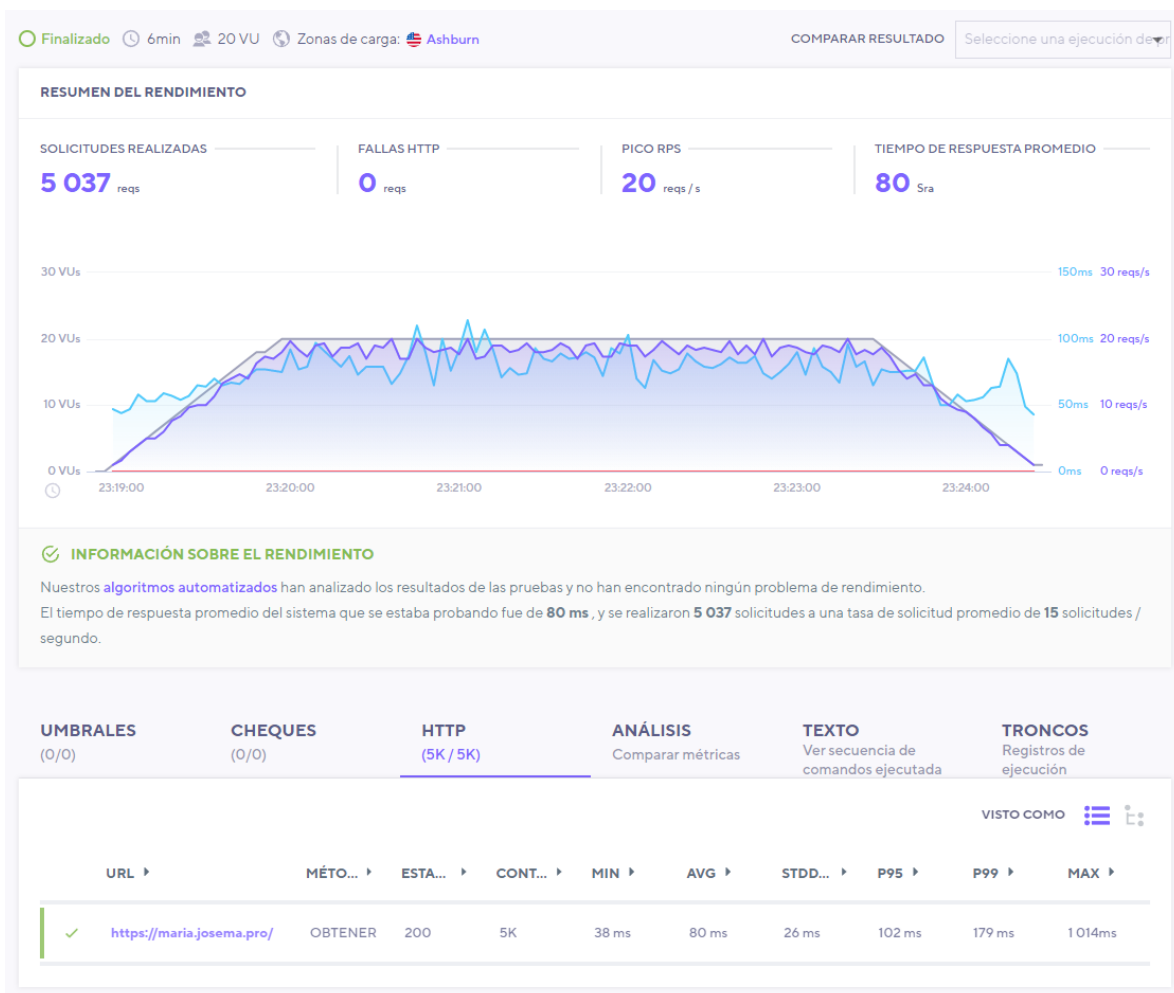 Finalizado 6min 20 VU Zonas de carga: Ashburn
COMPARAR RESULTADO Seleccione una ejecución de pr
RESUMEN DEL RENDIMIENTO
SOLICITUDES REALIZADAS FALLAS HTTP PICO RPS TIEMPO DE RESPUESTA PROMEDIO
5 037 reqs 0 reqs 20 reqs / s 80 Sra
30 VUs 150ms 30 reqs/s
20 VUs 100ms 20 reqs/s
10 VUs 50ms 10 reqs/s
0 VUs 0ms 0 reqs/s
23:19:00 23:20:00 23:21:00 23:22:00 23:23:00 23:24:00
INFORMACIÓN SOBRE EL RENDIMIENTO
Nuestros algoritmos automatizados han analizado los resultados de las pruebas y no han encontrado ningún problema de rendimiento.
El tiempo de respuesta promedio del sistema que se estaba probando fue de 80 ms , y se realizaron 5 037 solicitudes a una tasa de solicitud promedio de 15 solicitudes /
segundo.
UMBRALES CHEQUES HTTP ANÁLISIS TEXTO TRONCOS
(0/0) (0/0) (5K / 5K) Comparar métricas Ver secuencia de Registros de
comandos ejecutada ejecución
VISTO COMO
URL MÉTO... ESTA... CONT... MIN AVG STDD... P95 P99 MAX
https://maria.josema.pro/ OBTENER 200 5K 38 ms 80 ms 26 ms 102 ms 179 ms 1 014ms